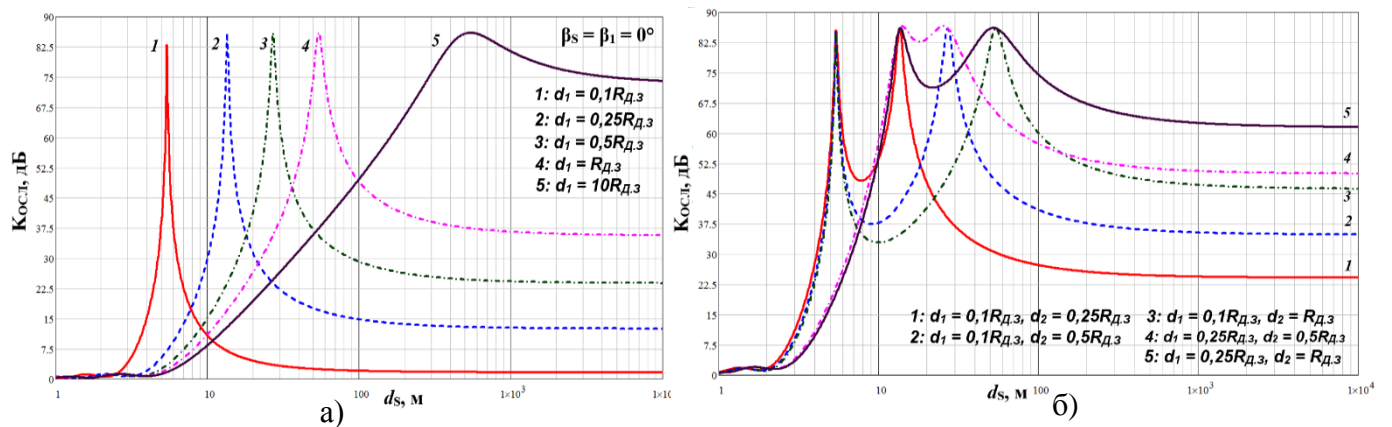 90
82.5
75
67.5
60
52.5
45
37.5
30
22.5
15
7.5
0
Kосл, дБ
1
2
3
4
5
βS = β1 = 0°
1: d1 = 0,1RД.З
2: d1 = 0,25RД.З
3: d1 = 0,5RД.З
4: d1 = RД.З
5: d1 = 10RД.З
1 10 100 1×10³ 1×10
dS, м
а)
90
82.5
75
67.5
60
52.5
45
37.5
30
22.5
15
7.5
0
Kосл, дБ
5
4
3
2
1
1: d1 = 0,1RД.З, d2 = 0,25RД.З
2: d1 = 0,1RД.З, d2 = 0,5RД.З
3: d1 = 0,1RД.З, d2 = RД.З
4: d1 = 0,25RД.З, d2 = 0,5RД.З
5: d1 = 0,25RД.З, d2 = RД.З
1 10 100 1×10³ 1×10⁴
dS, м
б)